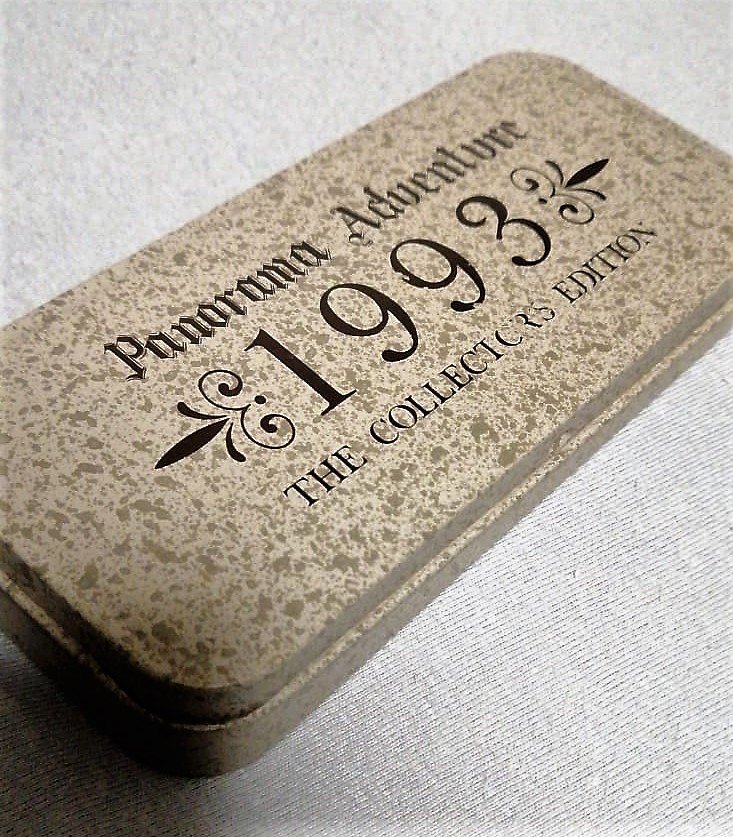 Panorama Adventure
1993
THE COLLECTORS EDITION